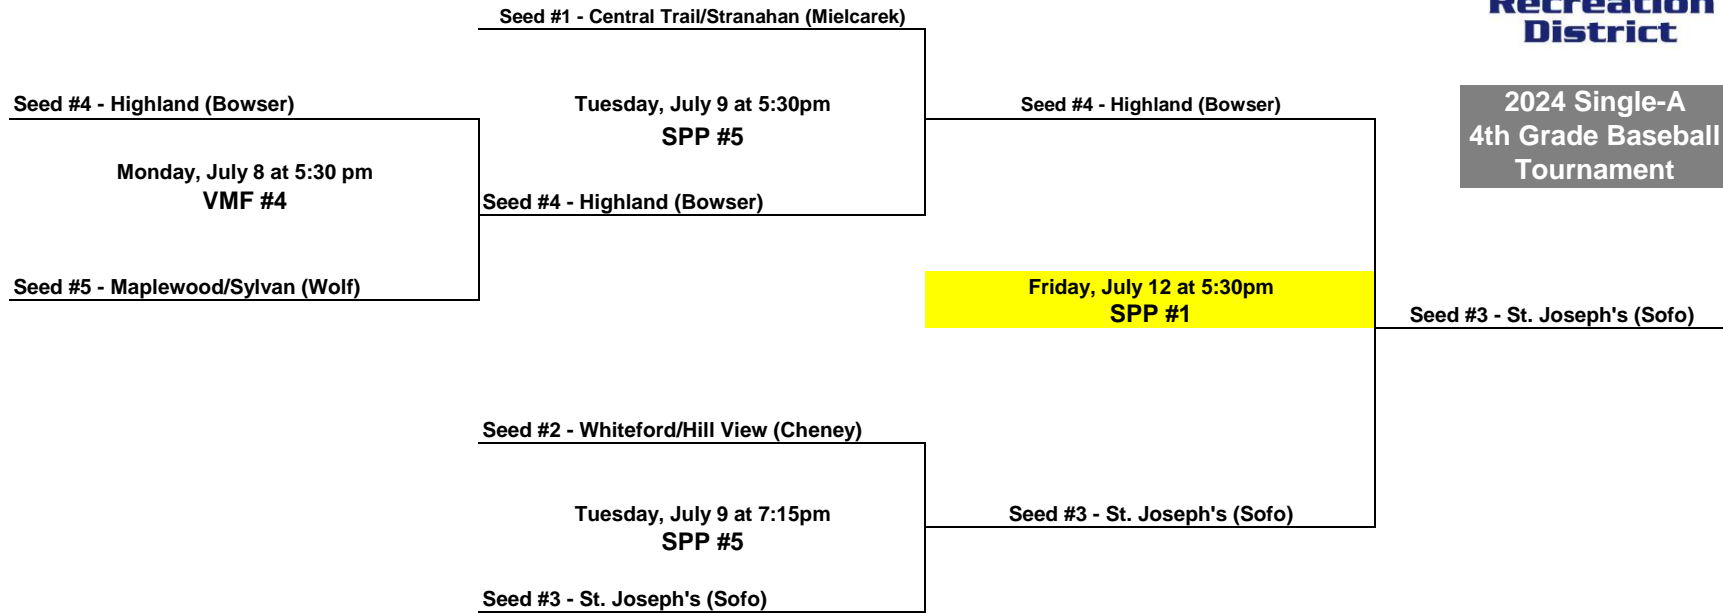 Recreation
District
2024 Single-A
4th Grade Baseball
Tournament
Seed #1 - Central Trail/Stranahan (Mielcarek)
Seed #4 - Highland (Bowser)
Tuesday, July 9 at 5:30pm
SPP #5
Seed #4 - Highland (Bowser)
Monday, July 8 at 5:30 pm
VMF #4
Seed #4 - Highland (Bowser)
Seed #5 - Maplewood/Sylvan (Wolf)
Friday, July 12 at 5:30pm
SPP #1
Seed #3 - St. Joseph's (Sofo)
Seed #2 - Whiteford/Hill View (Cheney)
Tuesday, July 9 at 7:15pm
SPP #5
Seed #3 - St. Joseph's (Sofo)
Seed #3 - St. Joseph's (Sofo)